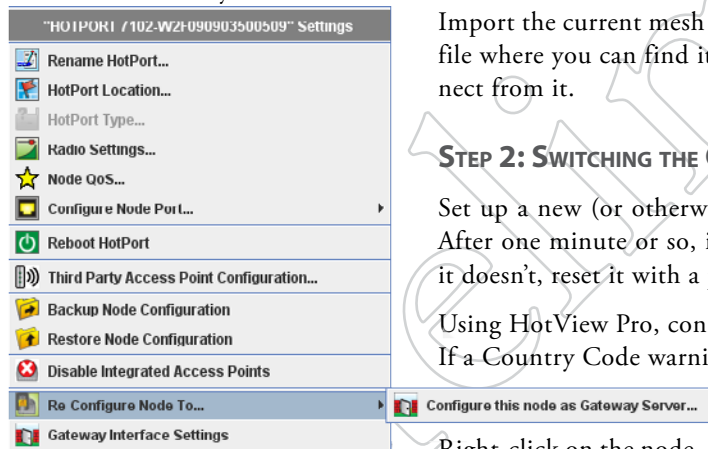 "HOTPORT 7102-W2F090903500509" Settings
Rename HotPort...
HotPort Location...
HotPort Type...
Radio Settings...
Node QoS...
Configure Node Port...
Reboot HotPort
Third Party Access Point Configuration...
Backup Node Configuration
Restore Node Configuration
Disable Integrated Access Points
Re Configure Node To...
Configure this node as Gateway Server...
Gateway Interface Settings
Import the current mesh
file where you can find it
nect from it.
STEP 2: SWITCHING THE
Set up a new (or otherw
After one minute or so, i
it doesn't, reset it with a
Using HotView Pro, con
If a Country Code warni
Right-click on the node